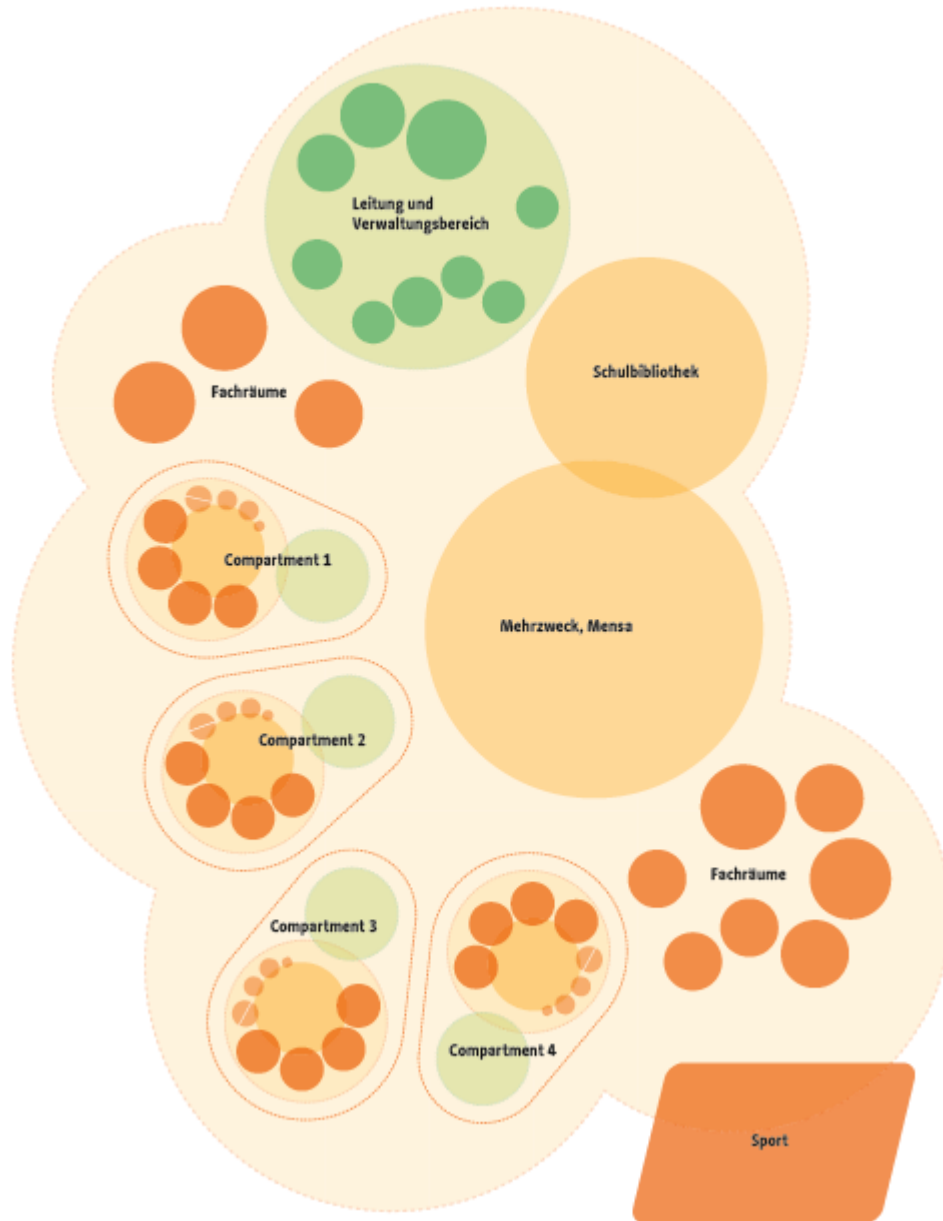 Leitung und
Verwaltungsbereich
Schulbibliothek
Fachräume
Compartment 1
Mehrzweck, Mensa
Compartment 2
Fachräume
Compartment 3
Compartment 4
Sport